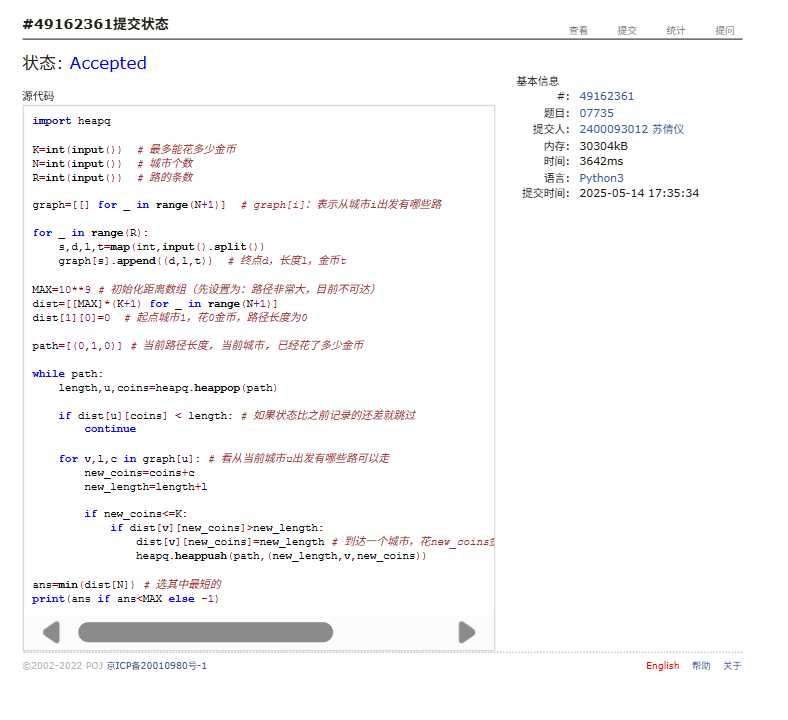 #49162361提交状态
查看 提交 统计 提问
状态: Accepted
源代码
import heapq
K=int(input()) # 最多能花多少金币
N=int(input()) # 城市个数
R=int(input()) # 路的条数
graph=[[] for _ in range(N+1)] # graph[i]: 表示从城市i出发有哪些路
for _ in range(R):
s,d,l,t=map(int,input().split())
graph[s].append((d,l,t)) # 终点d, 长度l, 金币t
MAX=10**9 # 初始化距离数组（先设置为: 路径非常大, 目前不可达）
dist=[[MAX]*(K+1) for _ in range(N+1)]
dist[1][0]=0 # 起点城市1, 花0金币, 路径长度为0
path=[(0,1,0)] # 当前路径长度, 当前城市, 已经花了多少金币
while path:
length,u,coins=heapq.heappop(path)
if dist[u][coins] < length: # 如果状态比之前记录的还差就跳过
continue
for v,l,c in graph[u]: # 看从当前城市u出发有哪些路可以走
new_coins=coins+c
new_length=length+l
if new_coins<=K:
if dist[v][new_coins]>new_length:
dist[v][new_coins]=new_length # 到达一个城市, 花new_coins金
heapq.heappush(path,(new_length,v,new_coins))
ans=min(dist[N]) # 选其中最短的
print(ans if ans<MAX else -1)
基本信息
#: 49162361
题目: 07735
提交人: 2400093012 苏倩仪
内存: 30304kB
时间: 3642ms
语言: Python3
提交时间: 2025-05-14 17:35:34
©2002-2022 POJ 京ICP备20010980号-1
English 帮助 关于